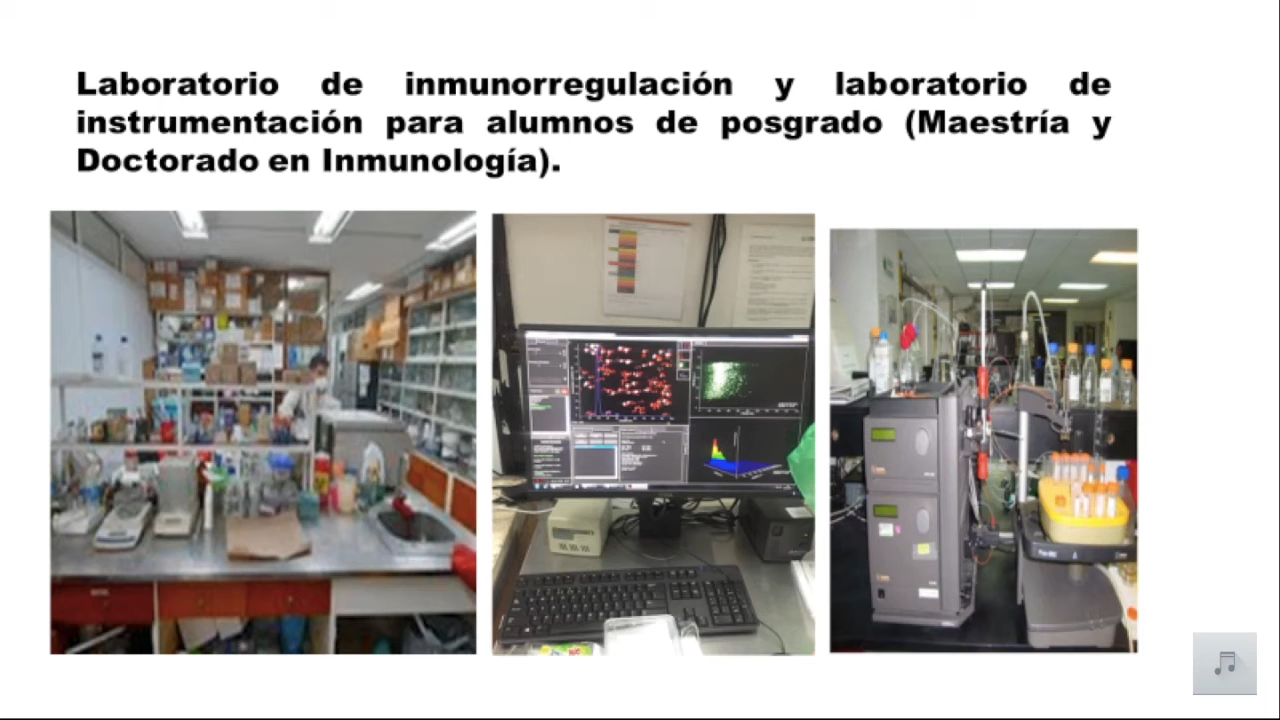 Laboratorio de inmunorregulación y laboratorio de
instrumentación para alumnos de posgrado (Maestría y
Doctorado en Inmunología).